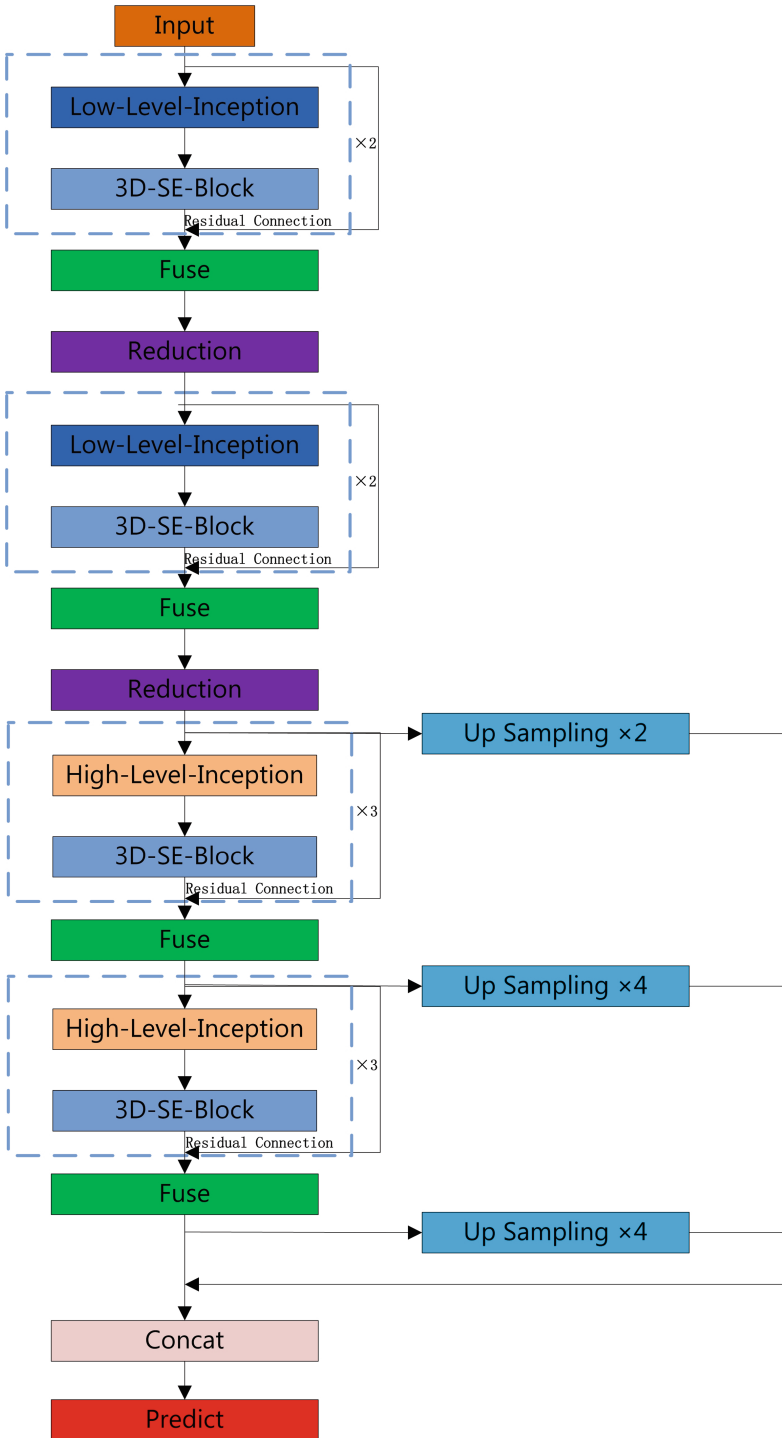 Input
Low-Level-Inception
×2
3D-SE-Block
Residual Connection
Fuse
Reduction
Low-Level-Inception
×2
3D-SE-Block
Residual Connection
Fuse
Reduction
Up Sampling ×2
High-Level-Inception
×3
3D-SE-Block
Residual Connection
Fuse
Up Sampling ×4
High-Level-Inception
×3
3D-SE-Block
Residual Connection
Fuse
Up Sampling ×4
Concat
Predict